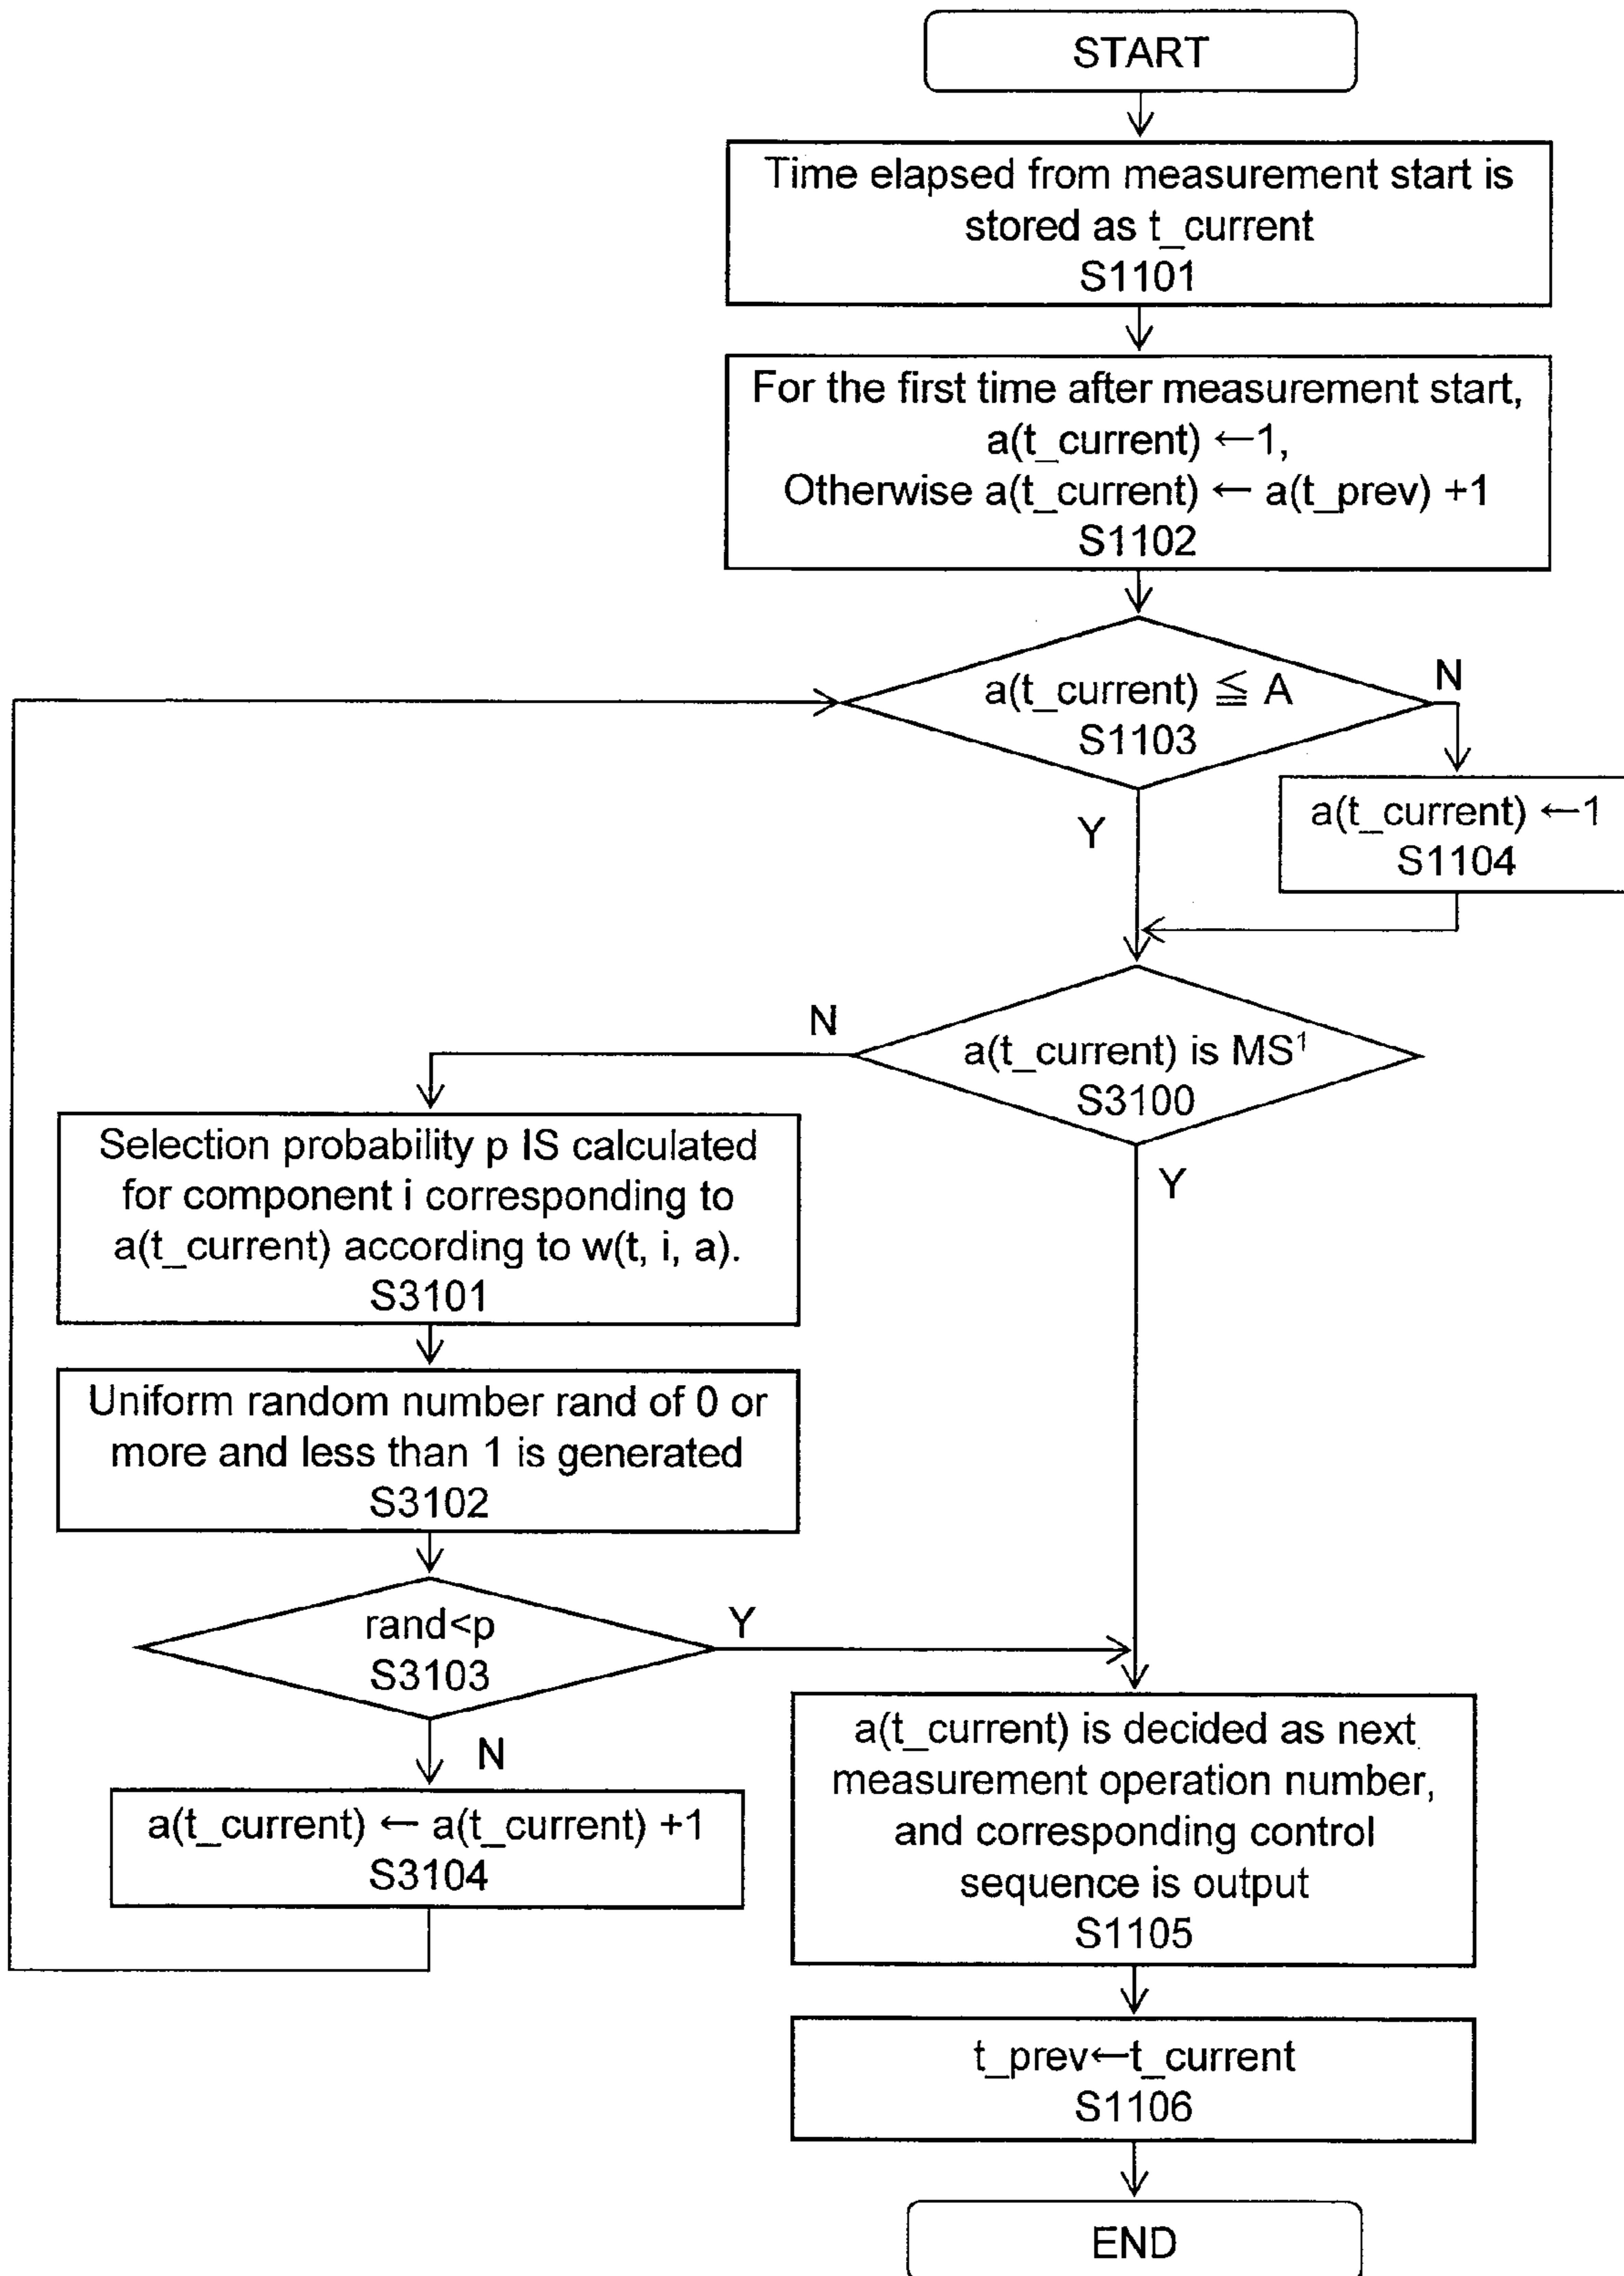 START
Time elapsed from measurement start is
stored as t_current
S1101
For the first time after measurement start,
a(t_current) ←1,
Otherwise a(t_current) ← a(t_prev) +1
S1102
a(t_current) ≦ A
S1103
N
Y
a(t_current) ←1
S1104
a(t_current) is MS¹
S3100
N
Y
Selection probability p IS calculated
for component i corresponding to
a(t_current) according to w(t, i, a).
S3101
Uniform random number rand of 0 or
more and less than 1 is generated
S3102
rand<p
S3103
Y
N
a(t_current) ← a(t_current) +1
S3104
a(t_current) is decided as next
measurement operation number,
and corresponding control
sequence is output
S1105
t_prev←t_current
S1106
END